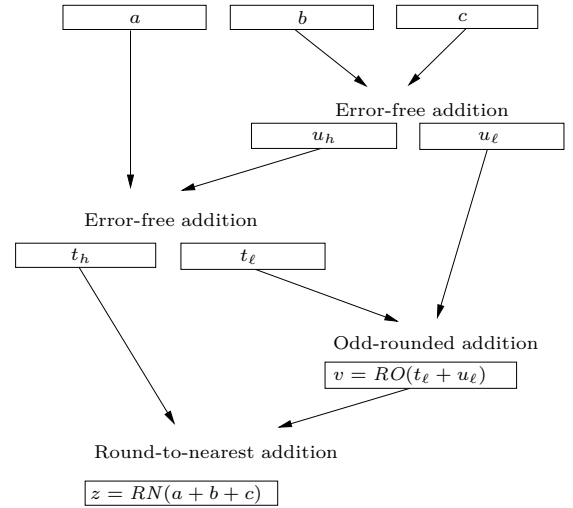 a b c
Error-free addition
u_h u_ℓ
Error-free addition
t_h t_ℓ
Odd-rounded addition
v = RO(t_ℓ + u_ℓ)
Round-to-nearest addition
z = RN(a + b + c)